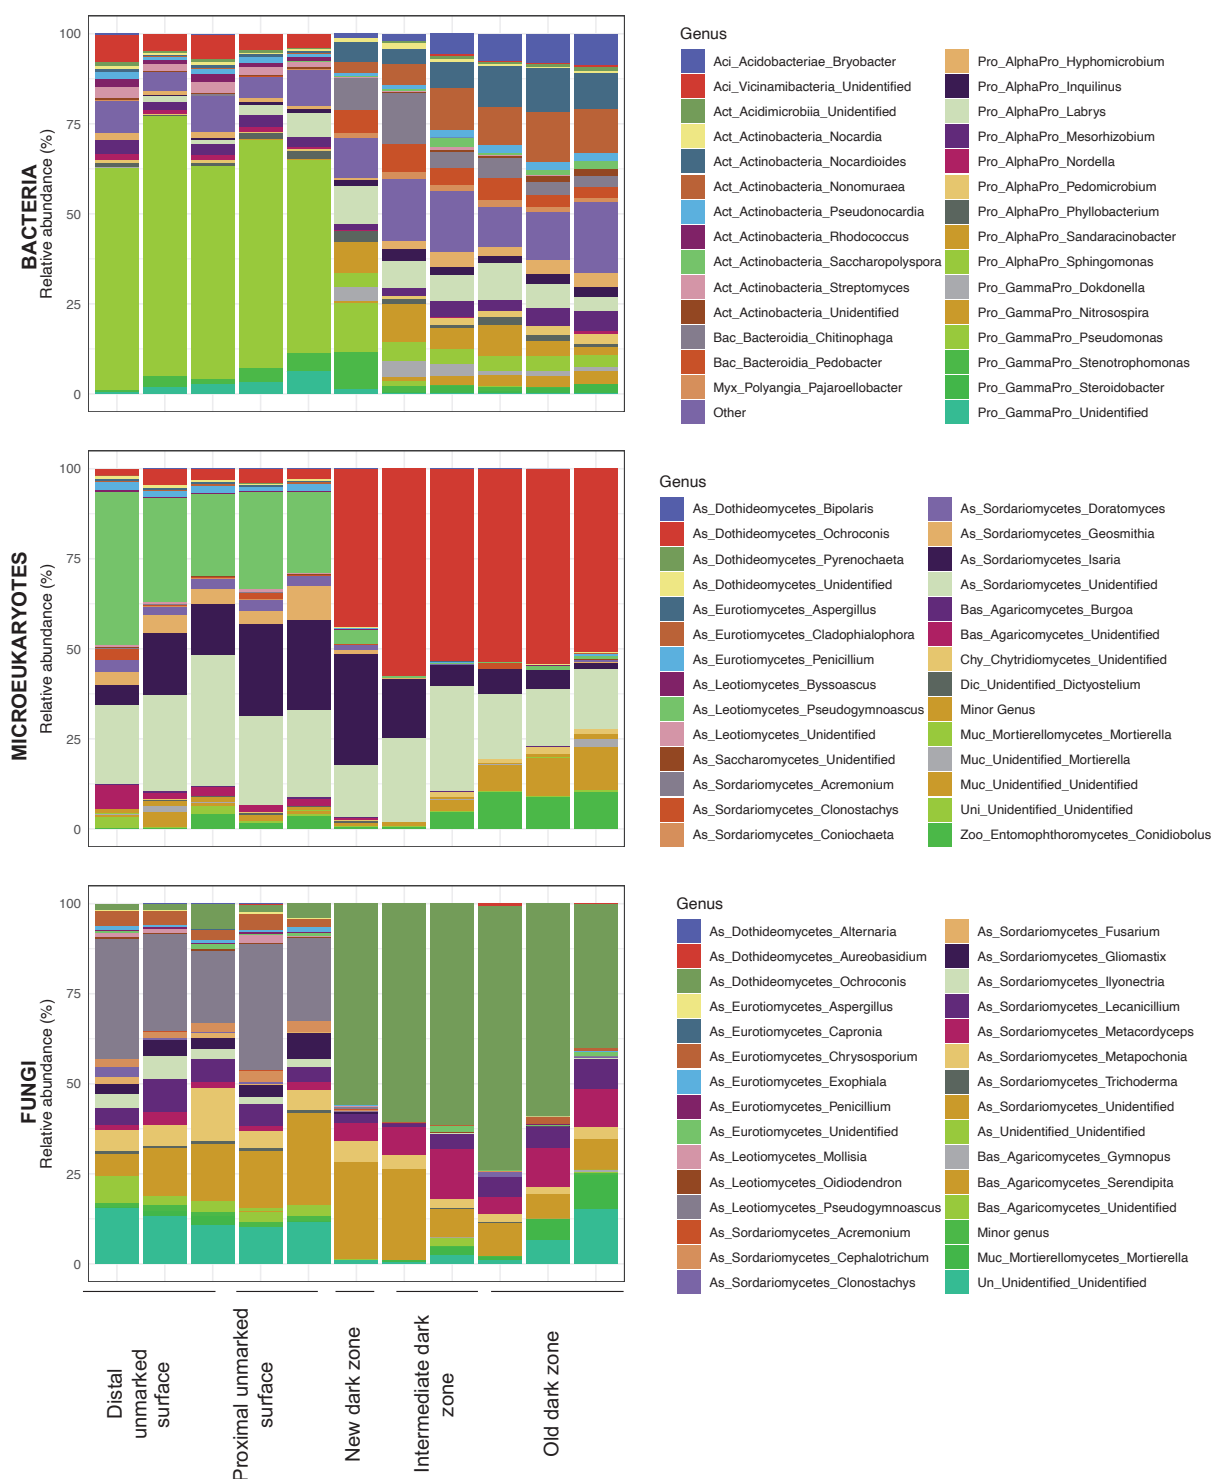 BACTERIA
Relative abundance (%)
100
75
50
25
0
Genus
Aci_Acidobacteriae_Bryobacter
Aci_Vicinamibacteria_Unidentified
Act_Acidimicrobiia_Unidentified
Act_Actinobacteria_Nocardia
Act_Actinobacteria_Nocardioides
Act_Actinobacteria_Nonomuraea
Act_Actinobacteria_Pseudonocardia
Act_Actinobacteria_Rhodococcus
Act_Actinobacteria_Saccharopolyspora
Act_Actinobacteria_Streptomyces
Act_Actinobacteria_Unidentified
Bac_Bacteroidia_Chitinophaga
Bac_Bacteroidia_Pedobacter
Myx_Polyangia_Pajaroellobacter
Other
Pro_AlphaPro_Hyphomicrobium
Pro_AlphaPro_Inquilinus
Pro_AlphaPro_Labrys
Pro_AlphaPro_Mesorhizobium
Pro_AlphaPro_Nordella
Pro_AlphaPro_Pedomicrobium
Pro_AlphaPro_Phyllobacterium
Pro_AlphaPro_Sandaracinobacter
Pro_AlphaPro_Sphingomonas
Pro_GammaPro_Dokdonella
Pro_GammaPro_Nitrosospira
Pro_GammaPro_Pseudomonas
Pro_GammaPro_Stenotrophomonas
Pro_GammaPro_Steroidobacter
Pro_GammaPro_Unidentified
MICROEUKARYOTES
Relative abundance (%)
100
75
50
25
0
Genus
As_Dothideomycetes_Bipolaris
As_Dothideomycetes_Ochroconis
As_Dothideomycetes_Pyrenochaeta
As_Dothideomycetes_Unidentified
As_Eurotiomycetes_Aspergillus
As_Eurotiomycetes_Cladophialophora
As_Eurotiomycetes_Penicillium
As_Leotiomycetes_Byssoascus
As_Leotiomycetes_Pseudogymnoascus
As_Leotiomycetes_Unidentified
As_Saccharomycetes_Unidentified
As_Sordariomycetes_Acremonium
As_Sordariomycetes_Clonostachys
As_Sordariomycetes_Coniochaeta
As_Sordariomycetes_Doratomyces
As_Sordariomycetes_Geosmithia
As_Sordariomycetes_Isaria
As_Sordariomycetes_Unidentified
Bas_Agaricomycetes_Burgoa
Bas_Agaricomycetes_Unidentified
Chy_Chytridiomycetes_Unidentified
Dic_Unidentified_Dictyostelium
Minor Genus
Muc_Mortierellomycetes_Mortierella
Muc_Unidentified_Mortierella
Muc_Unidentified_Unidentified
Uni_Unidentified_Unidentified
Zoo_Entomophthoromycetes_Conidiobolus
FUNGI
Relative abundance (%)
100
75
50
25
0
Genus
As_Dothideomycetes_Alternaria
As_Dothideomycetes_Aureobasidium
As_Dothideomycetes_Ochroconis
As_Eurotiomycetes_Aspergillus
As_Eurotiomycetes_Capronia
As_Eurotiomycetes_Chrysosporium
As_Eurotiomycetes_Exophiala
As_Eurotiomycetes_Penicillium
As_Eurotiomycetes_Unidentified
As_Leotiomycetes_Mollisia
As_Leotiomycetes_Oidiodendron
As_Leotiomycetes_Pseudogymnoascus
As_Sordariomycetes_Acremonium
As_Sordariomycetes_Cephalotrichum
As_Sordariomycetes_Clonostachys
As_Sordariomycetes_Fusarium
As_Sordariomycetes_Gliomastix
As_Sordariomycetes_Ilyonectria
As_Sordariomycetes_Lecanicillium
As_Sordariomycetes_Metacordyceps
As_Sordariomycetes_Metapochonia
As_Sordariomycetes_Trichoderma
As_Sordariomycetes_Unidentified
As_Unidentified_Unidentified
Bas_Agaricomycetes_Gymnopus
Bas_Agaricomycetes_Serendipita
Bas_Agaricomycetes_Unidentified
Minor genus
Muc_Mortierellomycetes_Mortierella
Un_Unidentified_Unidentified
Distal
unmarked
surface
Proximal unmarked
surface
New dark zone
Intermediate dark
zone
Old dark zone